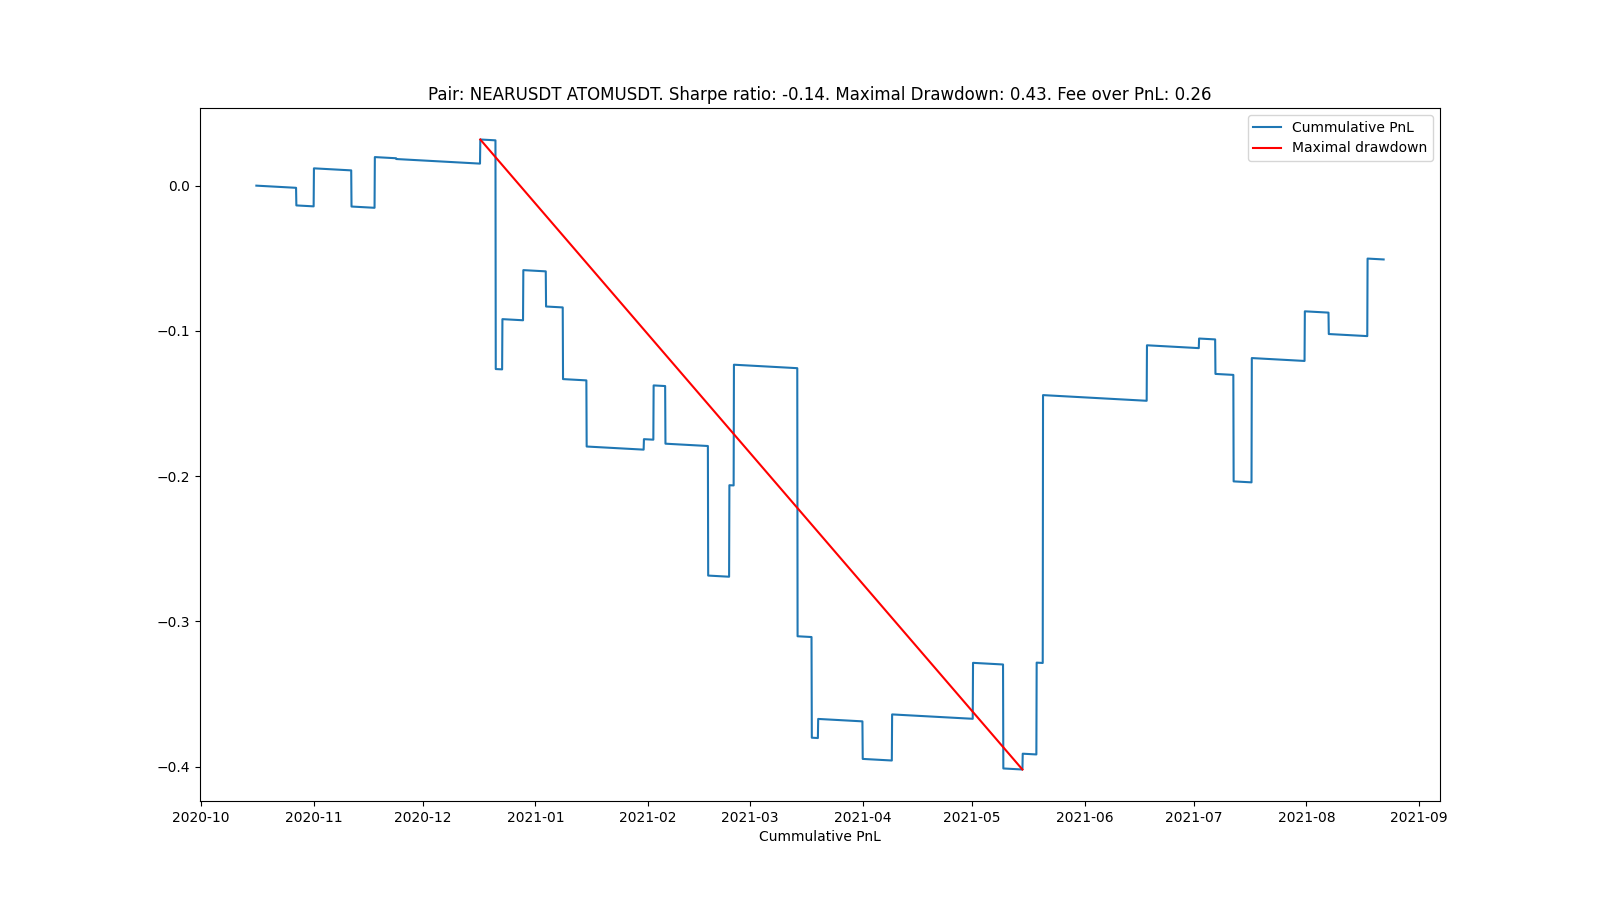 Pair: NEARUSDT ATOMUSDT. Sharpe ratio: -0.14. Maximal Drawdown: 0.43. Fee over PnL: 0.26
Cummulative PnL
Maximal drawdown
0.0
−0.1
−0.2
−0.3
−0.4
2020-10 2020-11 2020-12 2021-01 2021-02 2021-03 2021-04 2021-05 2021-06 2021-07 2021-08 2021-09
Cummulative PnL